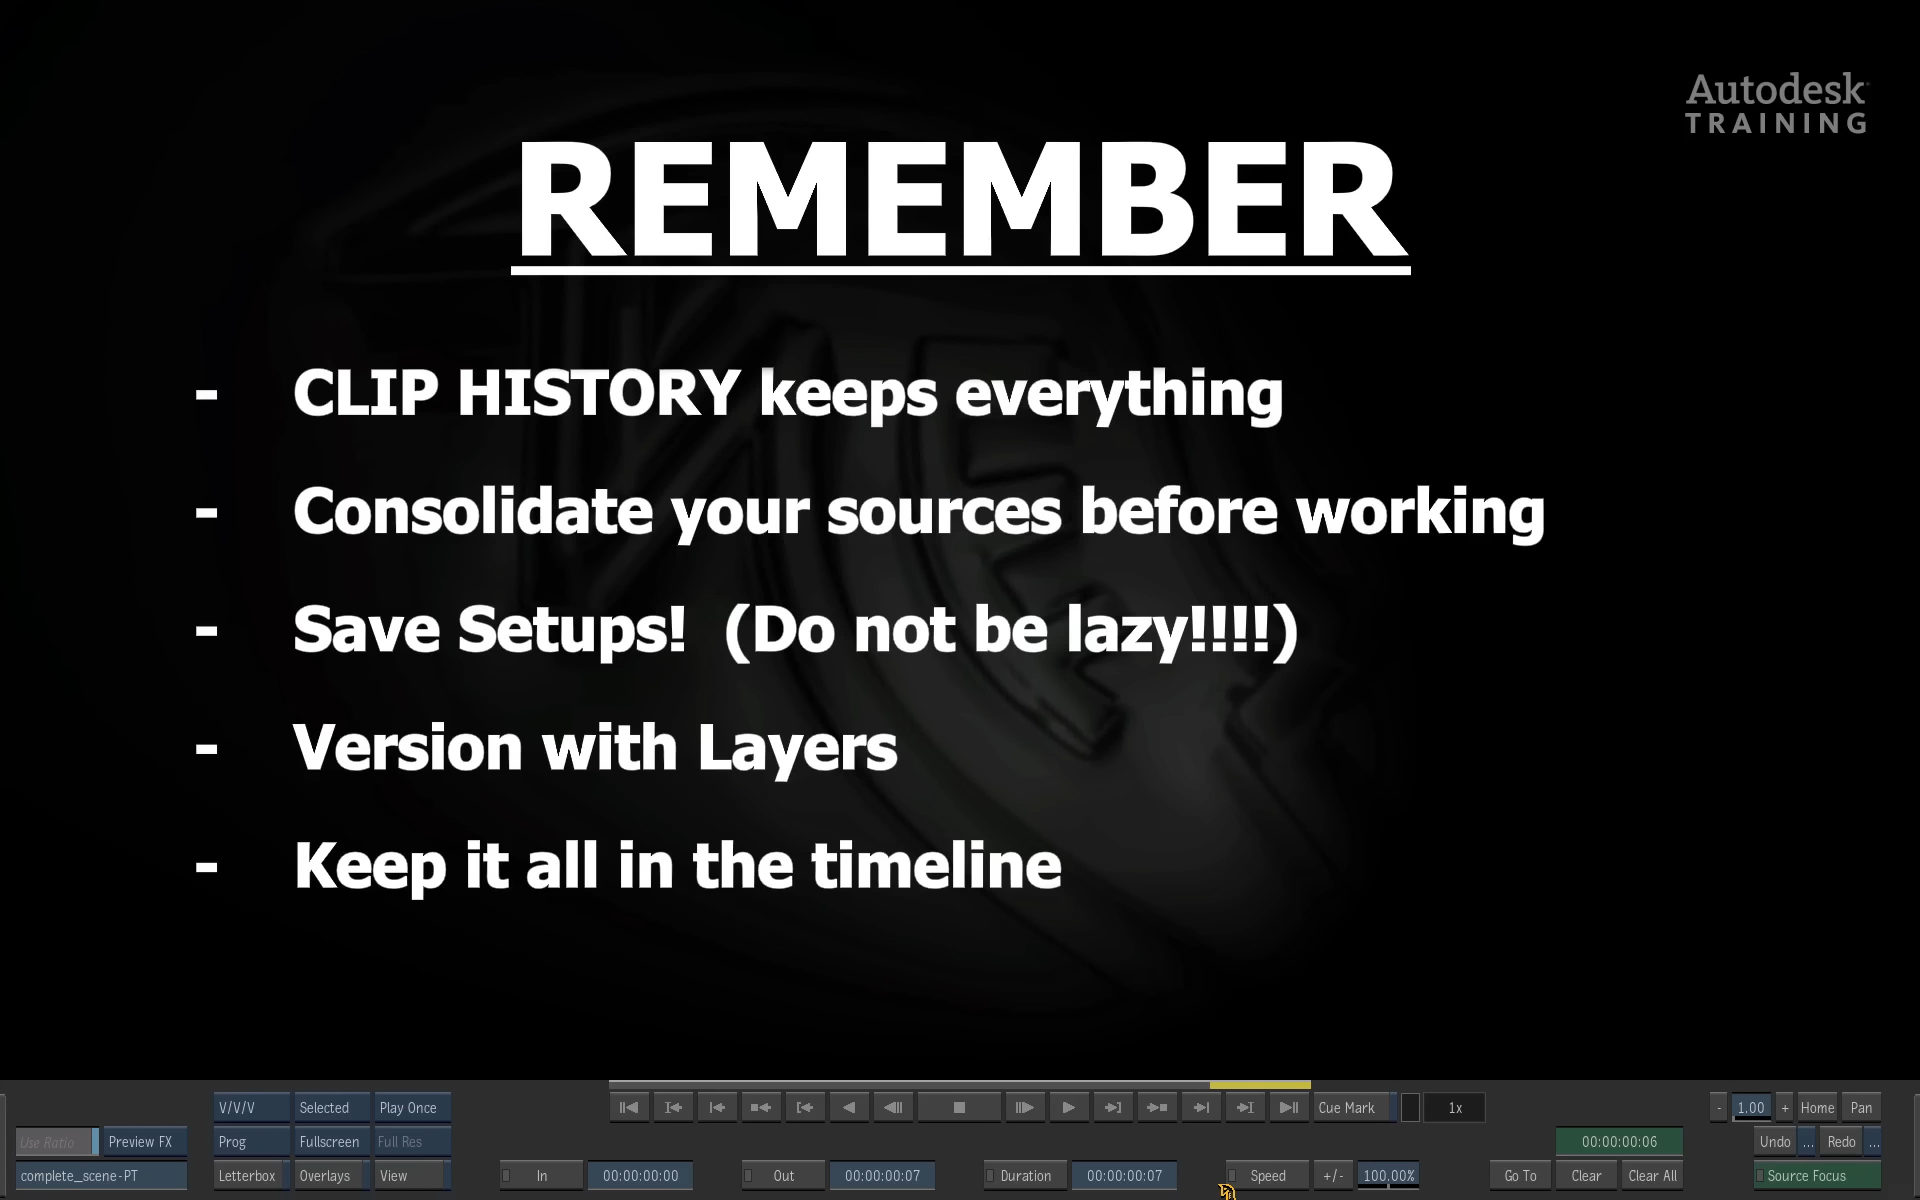 Autodesk
TRAINING
REMEMBER
- CLIP HISTORY keeps everything
- Consolidate your sources before working
- Save Setups!  (Do not be lazy!!!!)
- Version with Layers
- Keep it all in the timeline
V/V/V Selected Play Once Cue Mark 1x - 1.00 + Home Pan
Use Ratio Preview FX Prog Fullscreen Full Res 00:00:00:06 Undo ... Redo ...
complete_scene-PT Letterbox Overlays View In 00:00:00:00 Out 00:00:00:07 Duration 00:00:00:07 Speed +/- 100.00% Go To Clear Clear All Source Focus